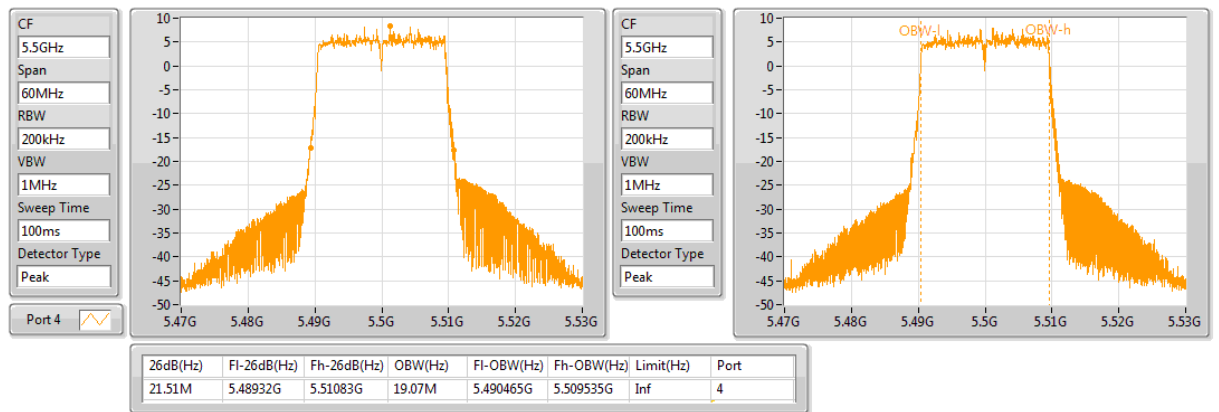 CF
5.5GHz
Span
60MHz
RBW
200kHz
VBW
1MHz
Sweep Time
100ms
Detector Type
Peak
Port 4
10
5
0
-5
-10
-15
-20
-25
-30
-35
-40
-45
-50
5.47G 5.48G 5.49G 5.5G 5.51G 5.52G 5.53G
CF
5.5GHz
Span
60MHz
RBW
200kHz
VBW
1MHz
Sweep Time
100ms
Detector Type
Peak
10
5
0
-5
-10
-15
-20
-25
-30
-35
-40
-45
-50
OBW-l OBW-h
5.47G 5.48G 5.49G 5.5G 5.51G 5.52G 5.53G
26dB(Hz) Fl-26dB(Hz) Fh-26dB(Hz) OBW(Hz) Fl-OBW(Hz) Fh-OBW(Hz) Limit(Hz) Port
21.51M 5.48932G 5.51083G 19.07M 5.490465G 5.509535G Inf 4